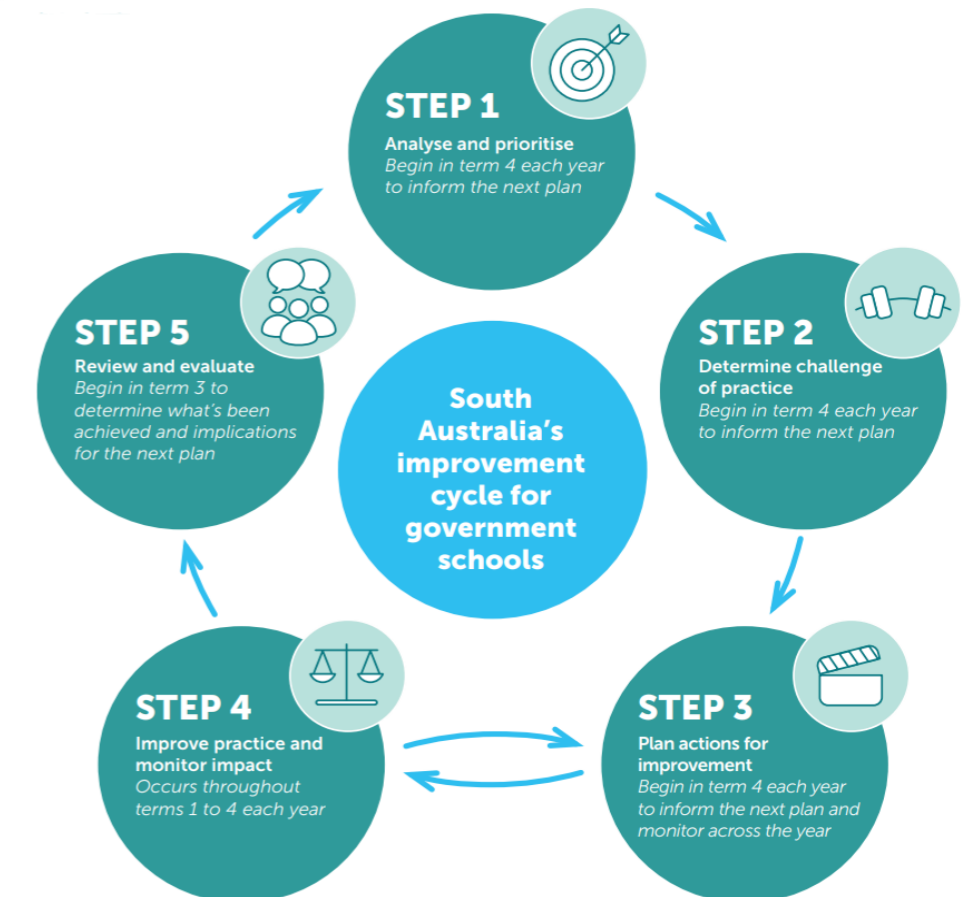 STEP 1
Analyse and prioritise
Begin in term 4 each year
to inform the next plan
STEP 2
Determine challenge
of practice
Begin in term 4 each year
to inform the next plan
STEP 3
Plan actions for
improvement
Begin in term 4 each year
to inform the next plan and
monitor across the year
STEP 4
Improve practice and
monitor impact
Occurs throughout
terms 1 to 4 each year
STEP 5
Review and evaluate
Begin in term 3 to
determine what's been
achieved and implications
for the next plan
South
Australia's
improvement
cycle for
government
schools